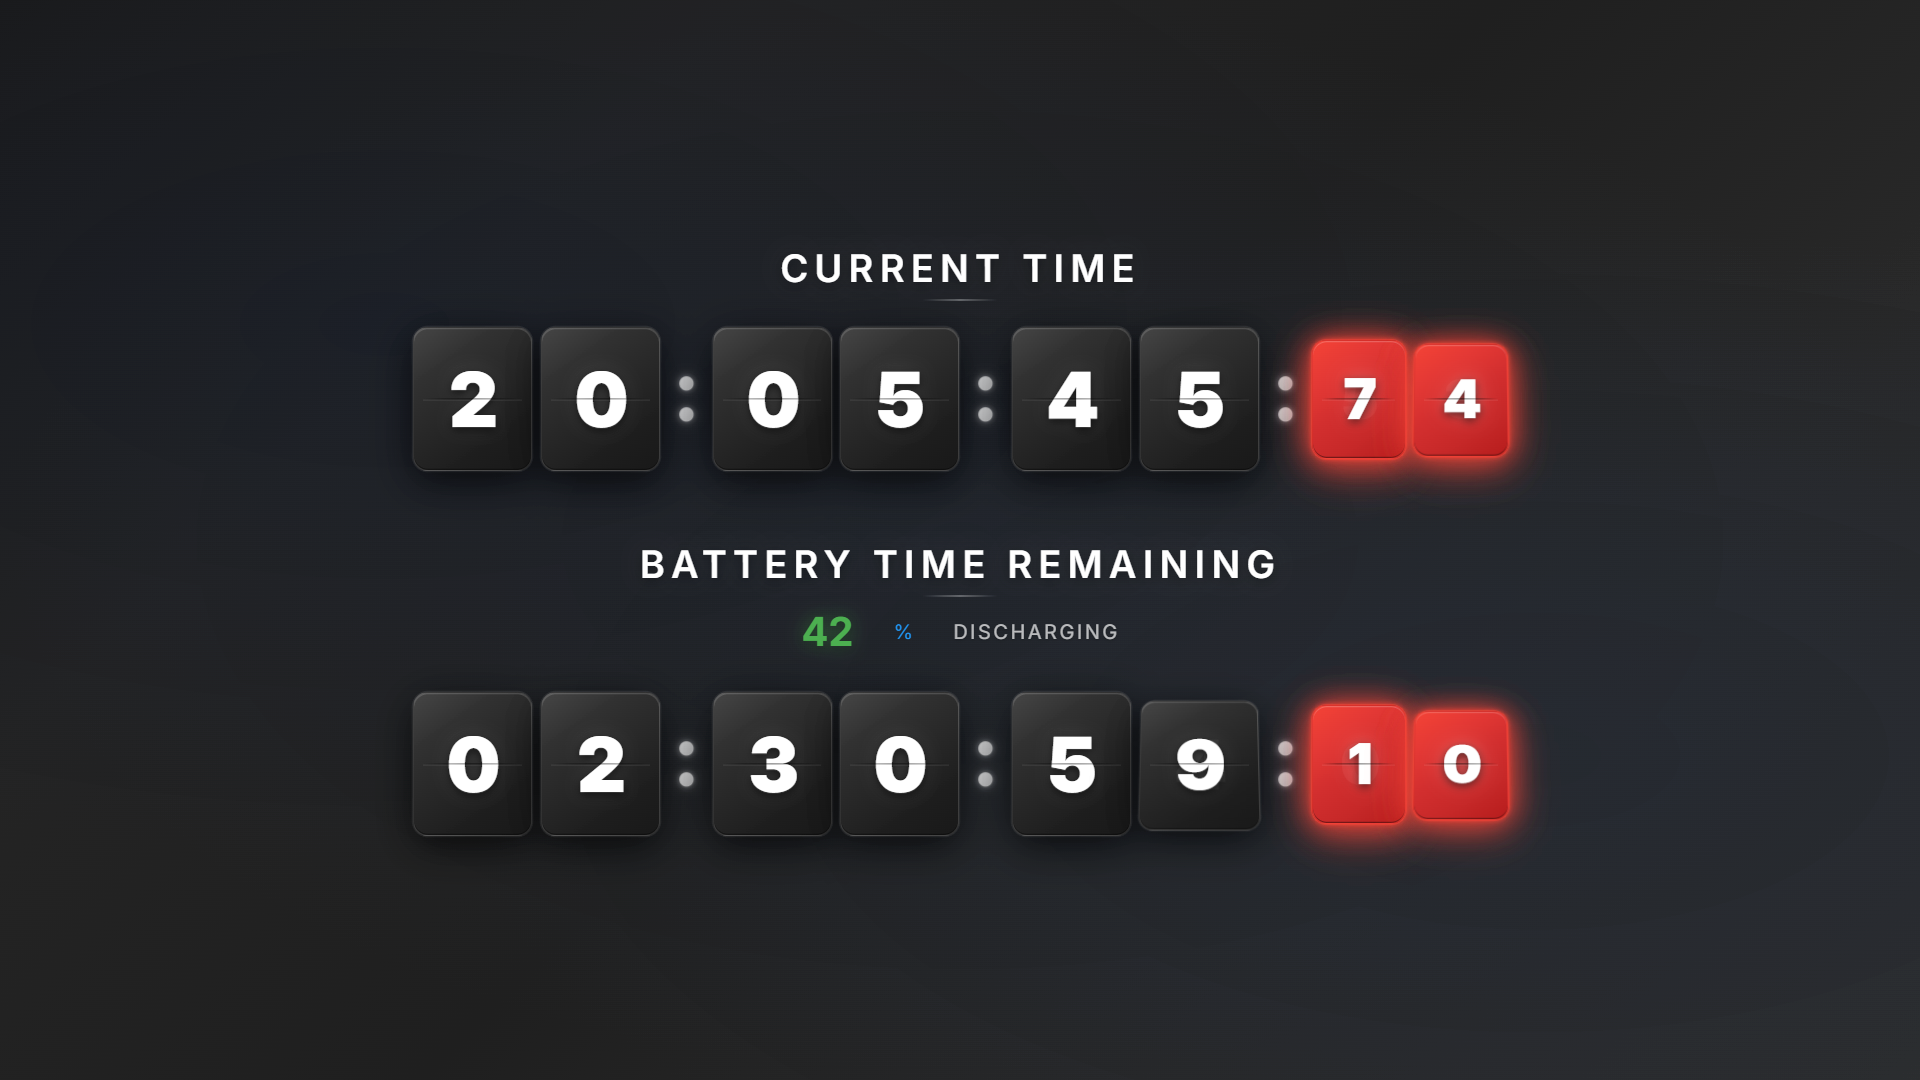 CURRENT TIME
20:05:45:74
BATTERY TIME REMAINING
42 % DISCHARGING
02:30:59:10